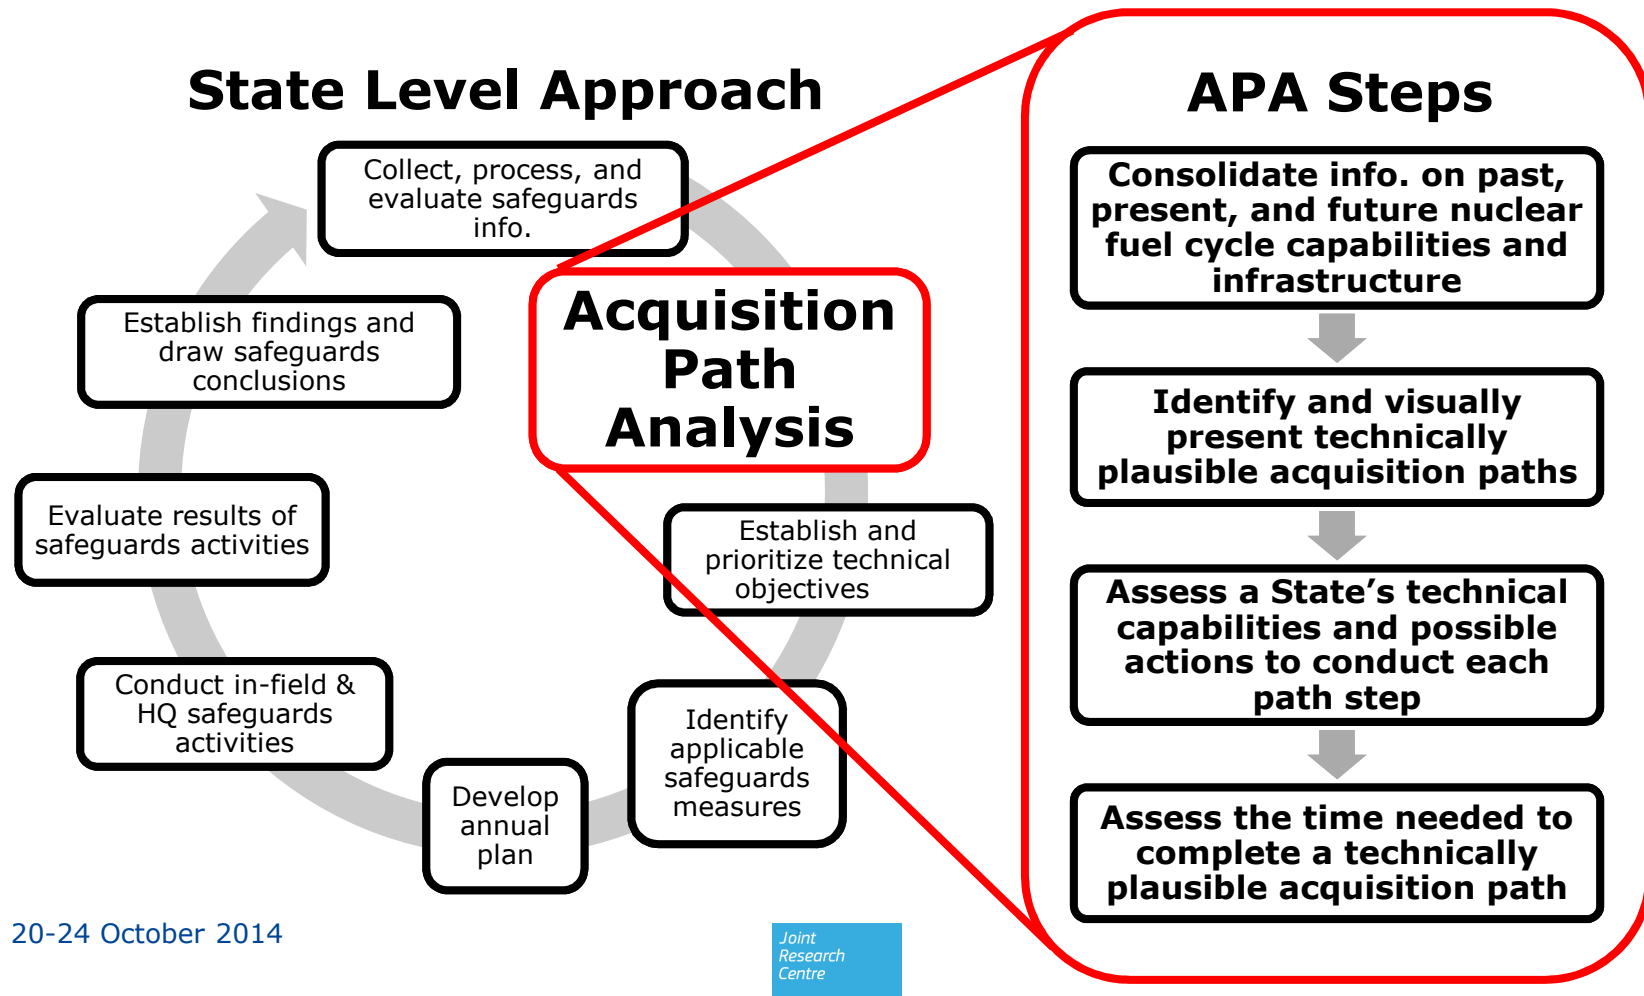 State Level Approach
Collect, process, and
evaluate safeguards
info.
Acquisition
Path
Analysis
Establish and
prioritize technical
objectives
Identify
applicable
safeguards
measures
Develop
annual
plan
Conduct in-field &
HQ safeguards
activities
Evaluate results of
safeguards activities
Establish findings and
draw safeguards
conclusions
APA Steps
Consolidate info. on past,
present, and future nuclear
fuel cycle capabilities and
infrastructure
Identify and visually
present technically
plausible acquisition paths
Assess a State’s technical
capabilities and possible
actions to conduct each
path step
Assess the time needed to
complete a technically
plausible acquisition path
20-24 October 2014
Joint
Research
Centre